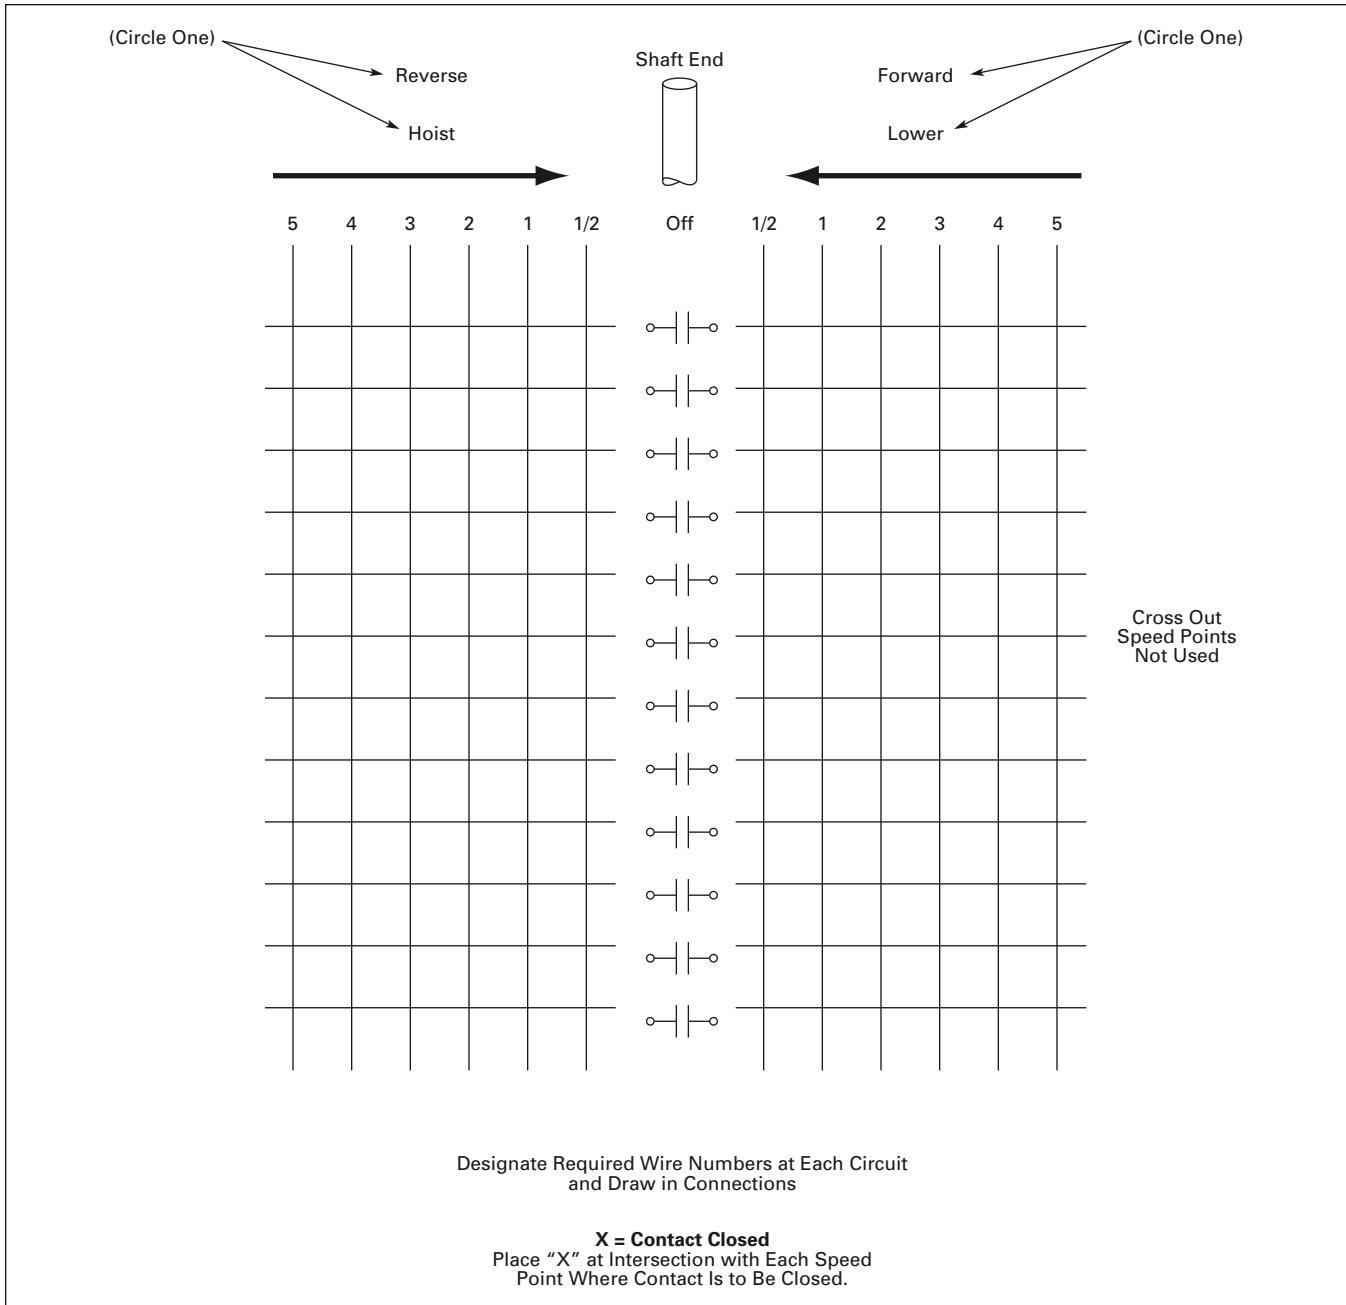 (Circle One)
(Circle One)
Shaft End
Reverse
Forward
Hoist
Lower
5 4 3 2 1 1/2 Off 1/2 1 2 3 4 5
Cross Out
Speed Points
Not Used
Designate Required Wire Numbers at Each Circuit
and Draw in Connections
X = Contact Closed
Place “X” at Intersection with Each Speed
Point Where Contact Is to Be Closed.